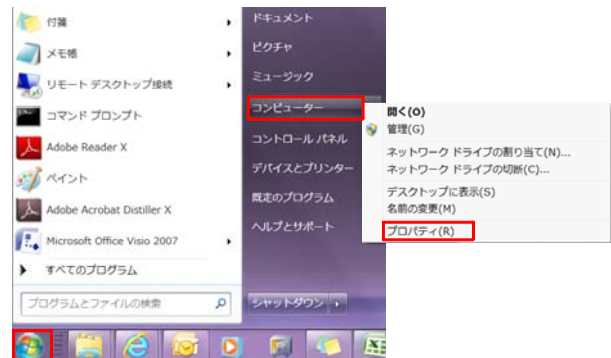 付箋
メモ帳
リモート デスクトップ接続
コマンド プロンプト
Adobe Reader X
ペイント
Adobe Acrobat Distiller X
Microsoft Office Visio 2007
すべてのプログラム
プログラムとファイルの検索
ドキュメント
ピクチャ
ミュージック
コンピューター
コントロール パネル
デバイスとプリンター
既定のプログラム
ヘルプとサポート
シャットダウン
開く(O)
管理(G)
ネットワーク ドライブの割り当て(N)...
ネットワーク ドライブの切断(C)...
デスクトップに表示(S)
名前の変更(M)
プロパティ(R)